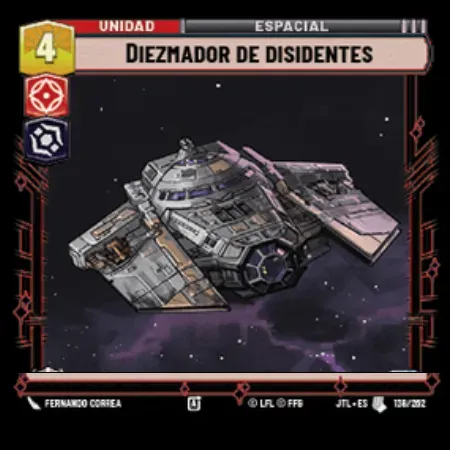 UNIDAD
ESPACIAL
4
DIEZMADOR DE DISIDENTES
FERNANDO CORREA
© LFL © FFG
JTL • ES
138/262